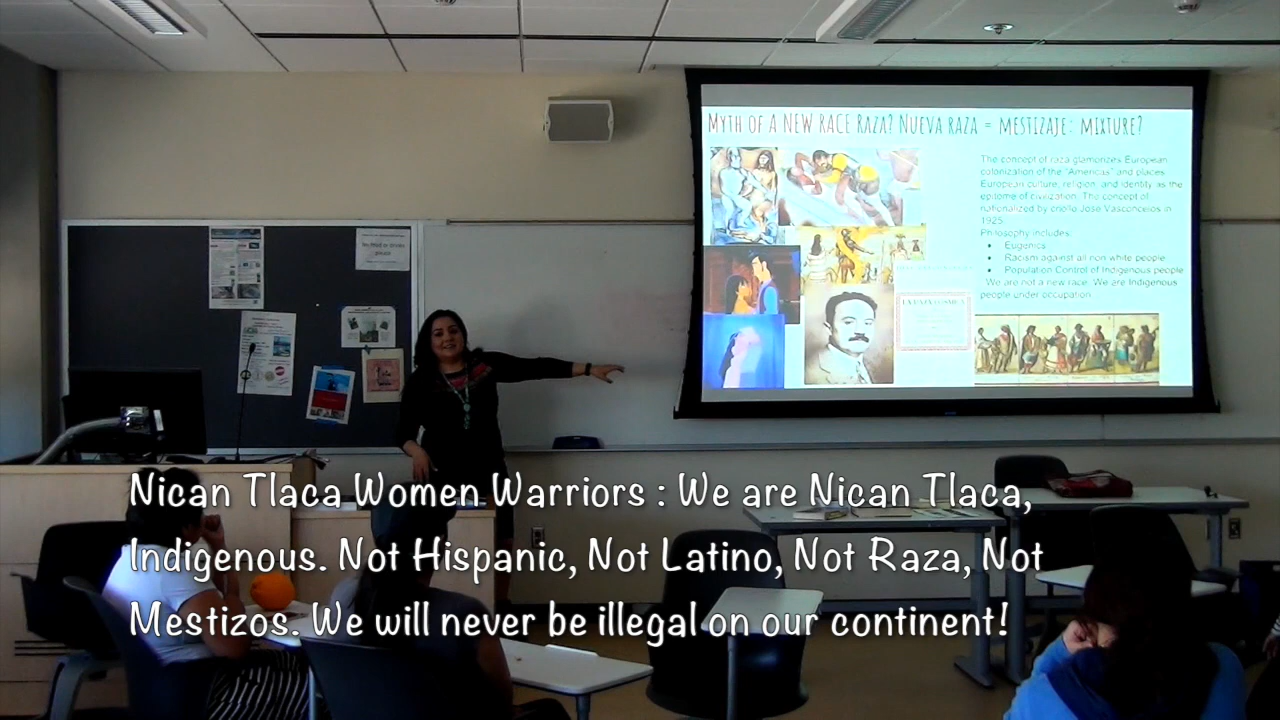 MYTH OF A NEW RACE RAZA? NUEVA RAZA = MESTIZAJE: MIXTURE?
The concept of raza glamorizes European
colonization of the "Americas" and places
European culture, religion, and identity as the
epitome of civilization. The concept of
nationalized by criollo Jose Vasconcelos in
1925.
Philosophy includes:
• Eugenics
• Racism against all non white people
• Population Control of Indigenous people
We are not a new race. We are Indigenous
people under occupation.
LA RAZA COSMICA
Nican Tlaca Women Warriors : We are Nican Tlaca,
Indigenous. Not Hispanic, Not Latino, Not Raza, Not
Mestizos. We will never be illegal on our continent!